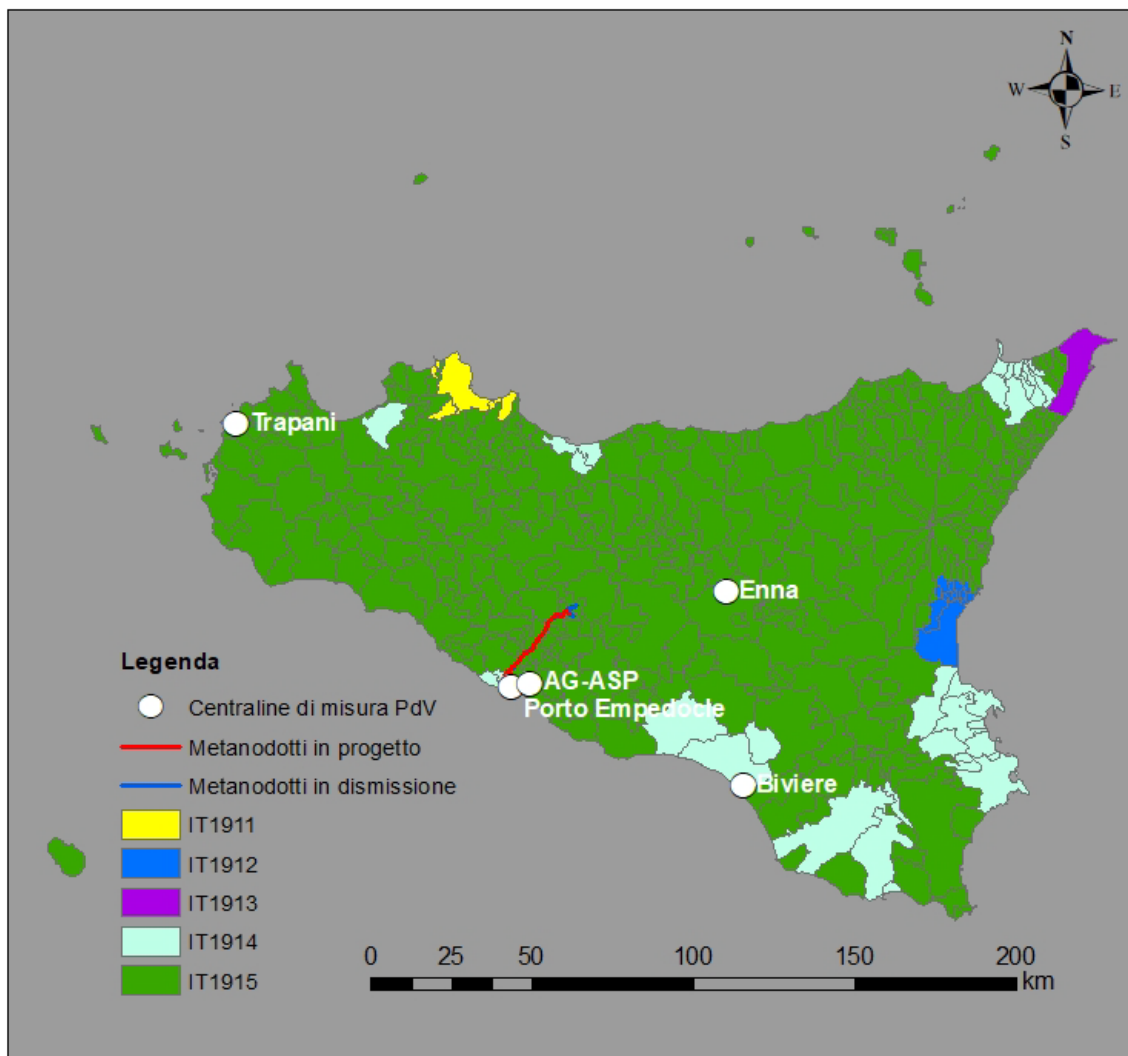 N
W E
S
Trapani
Enna
AG-ASP
Porto Empedocle
Biviere
Legenda
Centraline di misura PdV
Metanodotti in progetto
Metanodotti in dismissione
IT1911
IT1912
IT1913
IT1914
IT1915
0 25 50 100 150 200
km